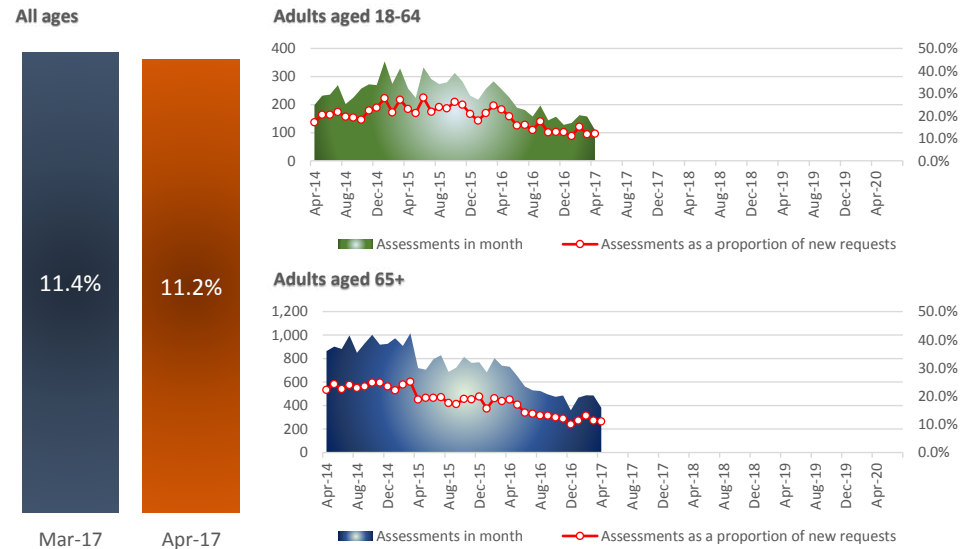 All ages
11.4%
11.2%
Mar-17
Apr-17
Adults aged 18-64
400
300
200
100
0
50.0%
40.0%
30.0%
20.0%
10.0%
0.0%
Apr-14
Aug-14
Dec-14
Apr-15
Aug-15
Dec-15
Apr-16
Aug-16
Dec-16
Apr-17
Aug-17
Dec-17
Apr-18
Aug-18
Dec-18
Apr-19
Aug-19
Dec-19
Apr-20
Assessments in month
Assessments as a proportion of new requests
Adults aged 65+
1,200
1,000
800
600
400
200
0
50.0%
40.0%
30.0%
20.0%
10.0%
0.0%
Apr-14
Aug-14
Dec-14
Apr-15
Aug-15
Dec-15
Apr-16
Aug-16
Dec-16
Apr-17
Aug-17
Dec-17
Apr-18
Aug-18
Dec-18
Apr-19
Aug-19
Dec-19
Apr-20
Assessments in month
Assessments as a proportion of new requests